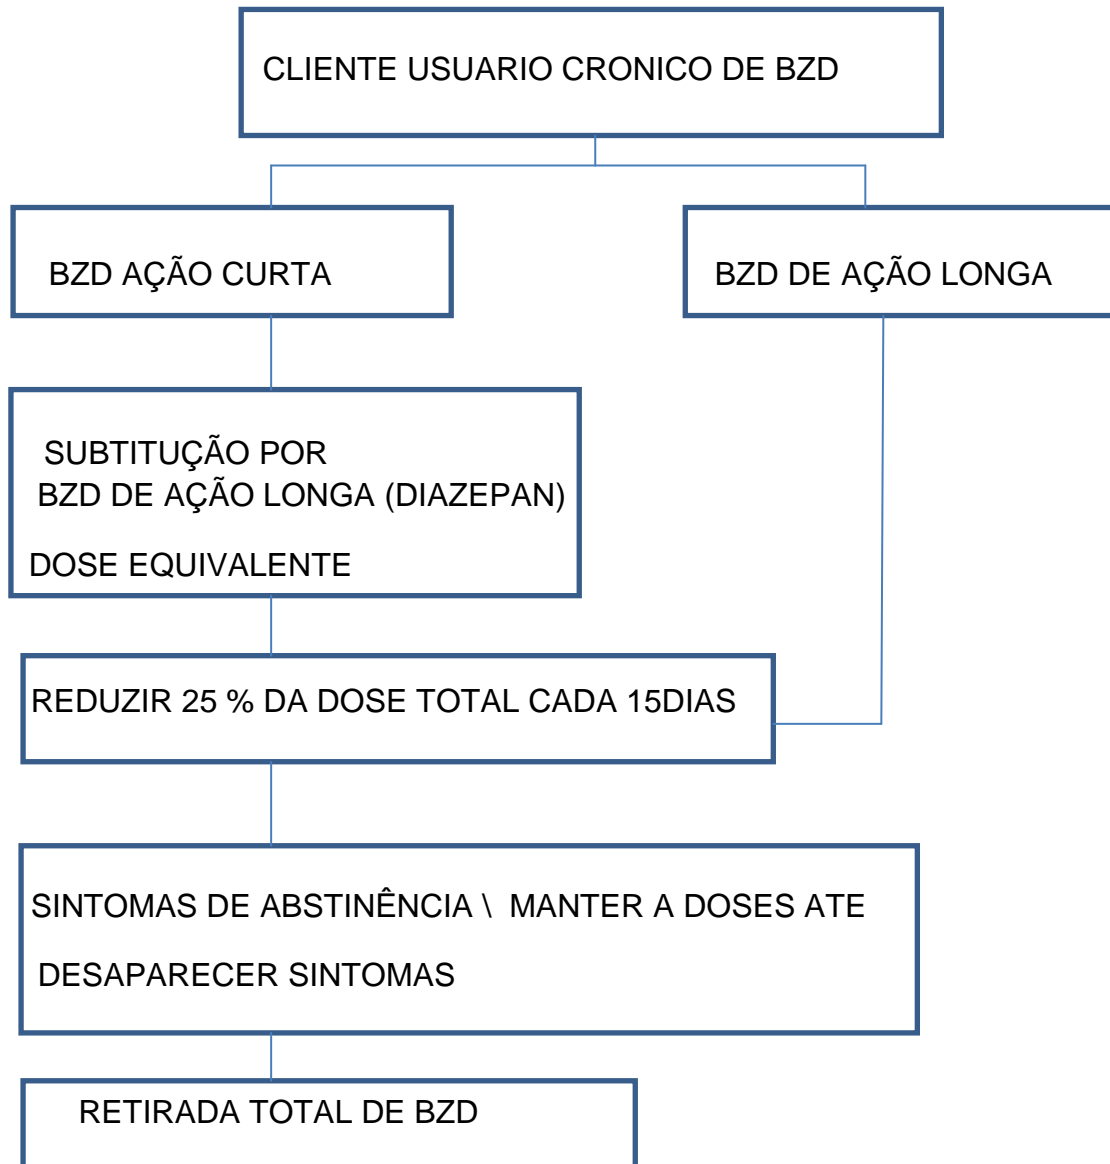 CLIENTE USUARIO CRONICO DE BZD
BZD AÇÃO CURTA
BZD DE AÇÃO LONGA
SUBTITUÇÃO POR
BZD DE AÇÃO LONGA (DIAZEPAN)
DOSE EQUIVALENTE
REDUZIR 25 % DA DOSE TOTAL CADA 15DIAS
SINTOMAS DE ABSTINÊNCIA \ MANTER A DOSES ATE
DESAPARECER SINTOMAS
RETIRADA TOTAL DE BZD